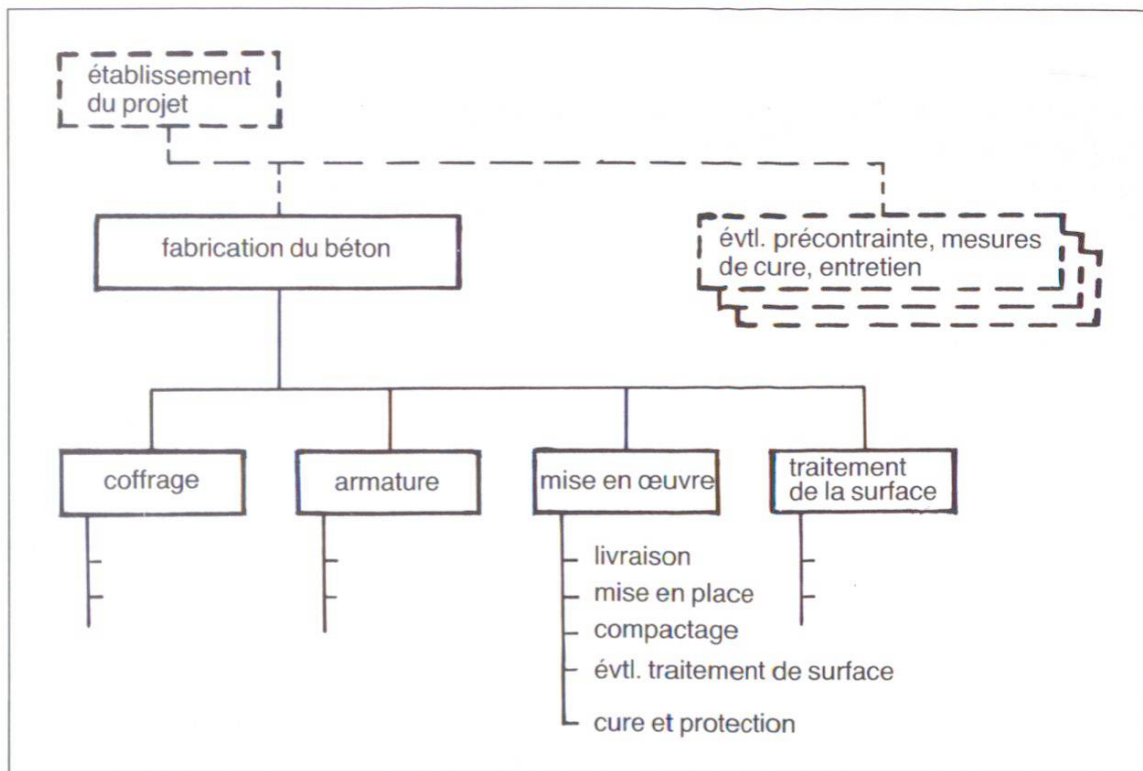 établissement
du projet
fabrication du béton
évtl. précontrainte, mesures
de cure, entretien
coffrage
armature
mise en œuvre
traitement
de la surface
livraison
mise en place
compactage
évtl. traitement de surface
cure et protection